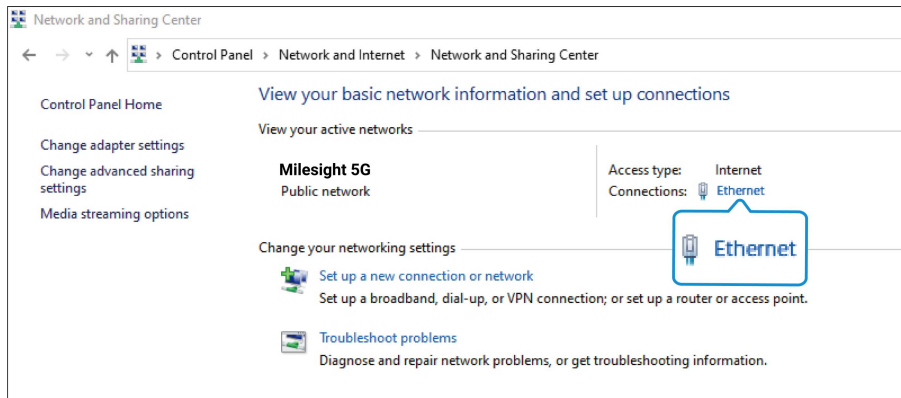 Network and Sharing Center
Control Panel > Network and Internet > Network and Sharing Center
Control Panel Home
Change adapter settings
Change advanced sharing
settings
Media streaming options
View your basic network information and set up connections
View your active networks
Milesight 5G
Public network
Access type: Internet
Connections: Ethernet
Ethernet
Change your networking settings
Set up a new connection or network
Set up a broadband, dial-up, or VPN connection; or set up a router or access point.
Troubleshoot problems
Diagnose and repair network problems, or get troubleshooting information.